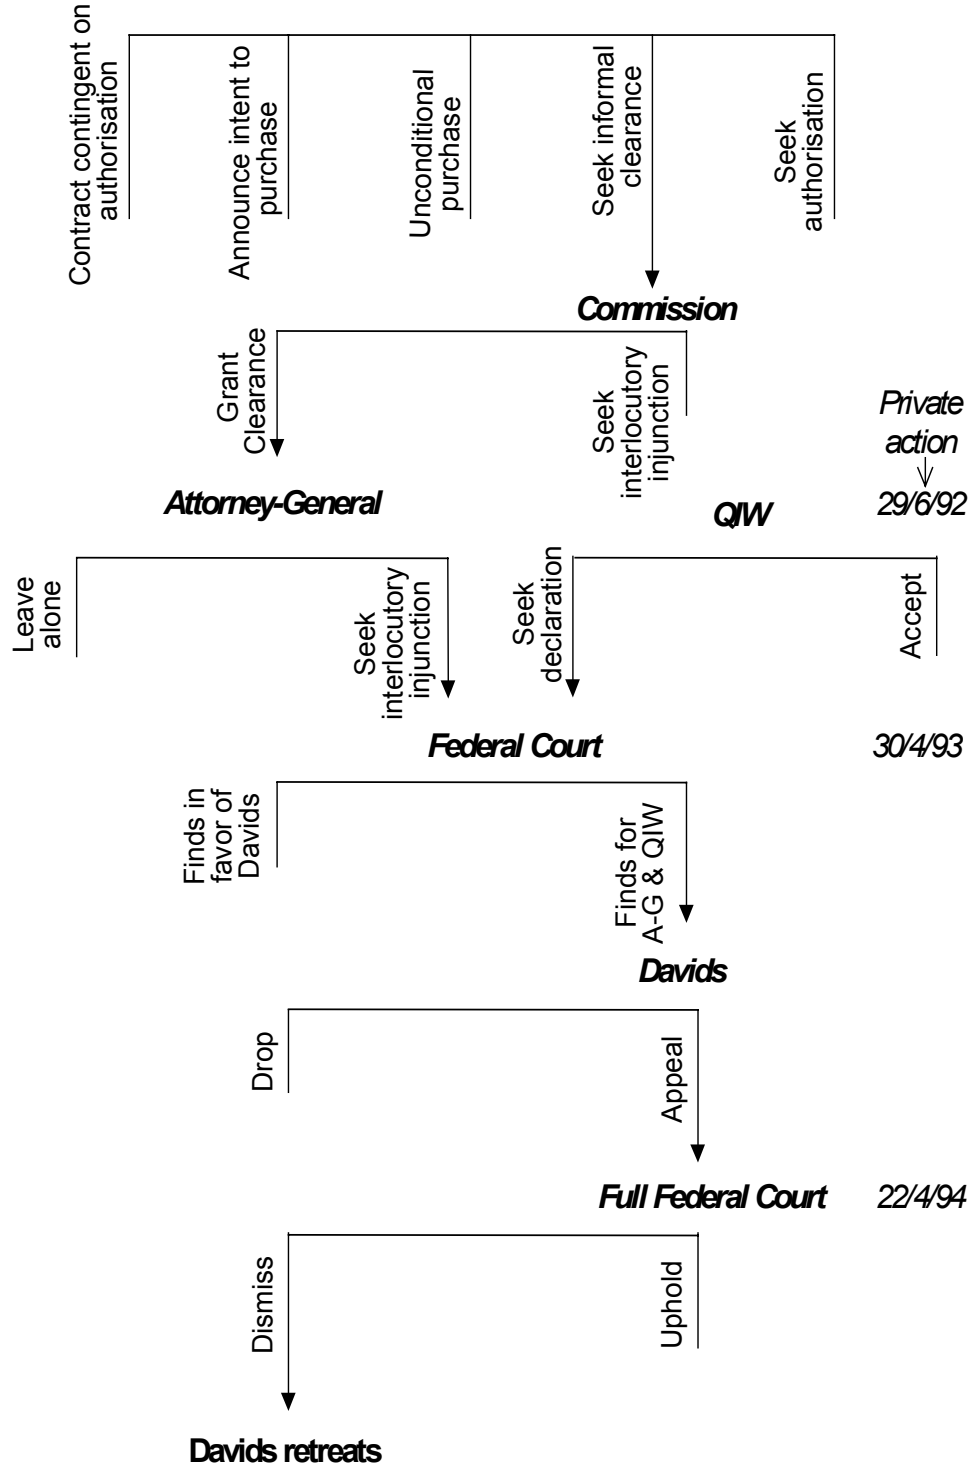 Contract contingent on
authorisation
Announce intent to
purchase
Unconditional
purchase
Seek informal
clearance
Seek
authorisation
Commission
Grant
Clearance
Seek
interlocutory
injunction
Private
action
Attorney-General
QIW
29/6/92
Leave
alone
Seek
interlocutory
injunction
Seek
declaration
Accept
Federal Court
30/4/93
Finds in
favor of
Davids
Finds for
A-G & QIW
Davids
Drop
Appeal
Full Federal Court
22/4/94
Dismiss
Uphold
Davids retreats